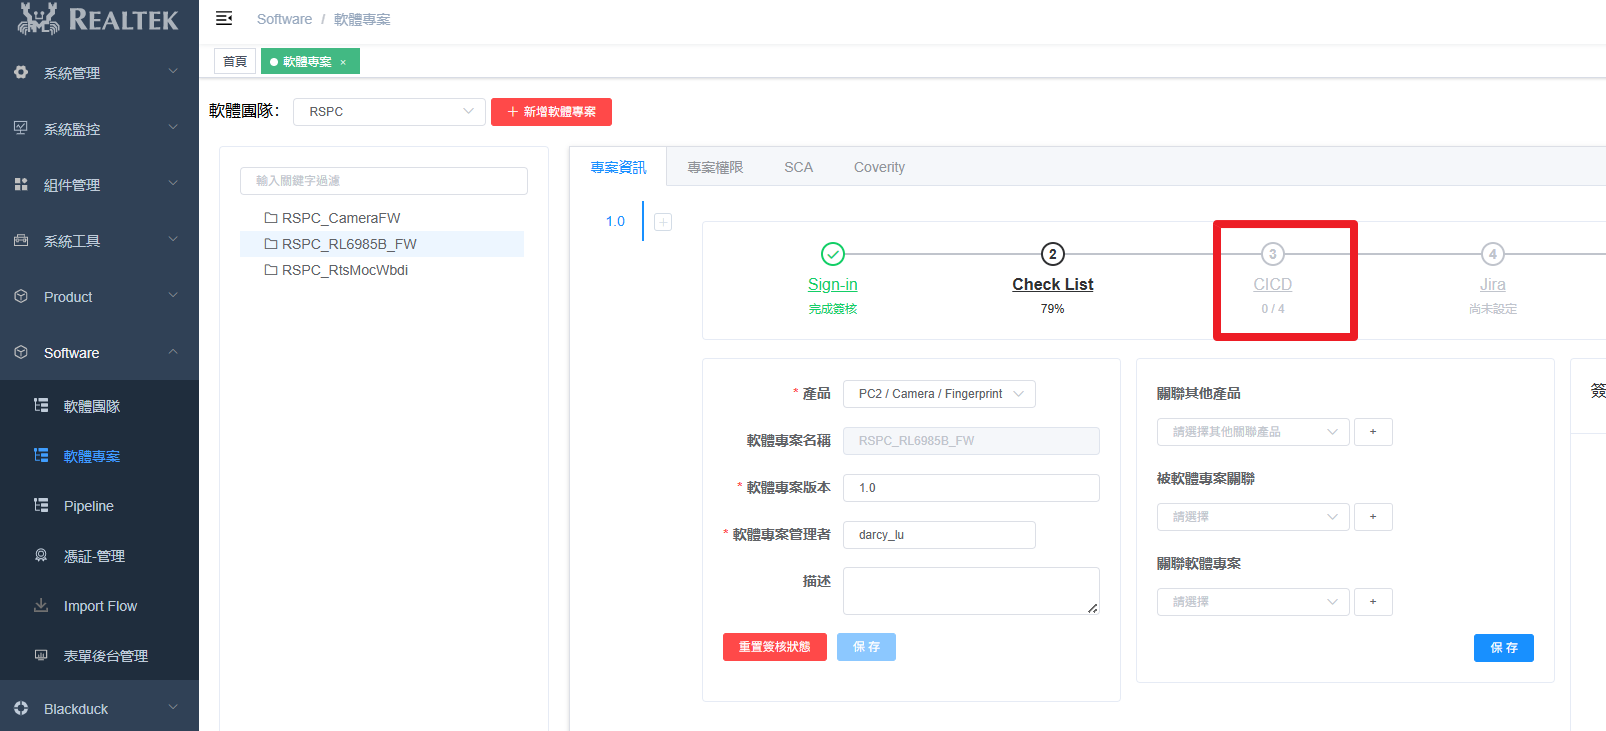 REALTEK
Software / 軟體專案
首頁
軟體專案 ×
系統管理
系統監控
組件管理
系統工具
Product
Software
軟體團隊
軟體專案
Pipeline
憑証-管理
Import Flow
表單後台管理
Blackduck
軟體團隊：
RSPC
＋ 新增軟體專案
輸入關鍵字過濾
RSPC_CameraFW
RSPC_RL6985B_FW
RSPC_RtsMocWbdi
專案資訊
專案權限
SCA
Coverity
1.0
+
Sign-in
完成簽核
2
Check List
79%
3
CICD
0 / 4
4
Jira
尚未設定
* 產品
PC2 / Camera / Fingerprint
軟體專案名稱
RSPC_RL6985B_FW
* 軟體專案版本
1.0
* 軟體專案管理者
darcy_lu
描述
重置簽核狀態
保存
關聯其他產品
請選擇其他關聯產品
+
被軟體專案關聯
請選擇
+
關聯軟體專案
請選擇
+
保存
簽